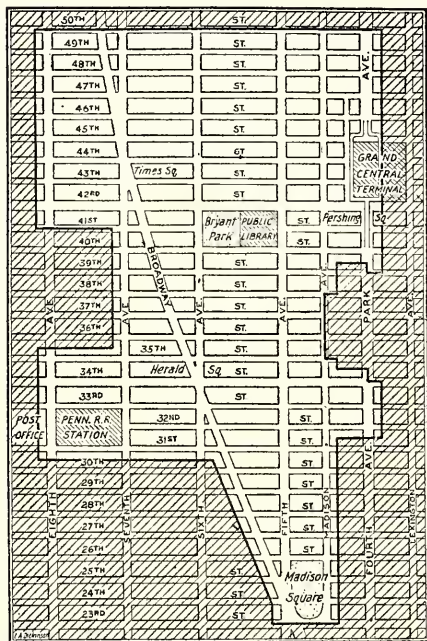 50TH ST.
49TH ST. AVE.
48TH ST.
47TH ST.
46TH ST.
45TH ST.
44TH ST
43RD Times Sq. ST. GRAND CENTRAL TERMINAL
42ND ST.
41ST Bryant Park PUBLIC LIBRARY ST. Pershing Sq
40TH ST.
BROADWAY
39TH ST.
38TH ST.
AVE. AVE. AVE. AVE. AVE. PARK AVE.
37TH ST.
36TH ST.
35TH ST.
34TH Herald Sq ST.
33RD ST
POST OFFICE PENN. R.R. STATION 32ND ST.
31ST ST.
30TH ST AVE.
29TH ST
28TH ST
EIGHTH SEVENTH SIXTH FIFTH MADISON FOURTH LEXINGTON
27TH ST
26TH ST
25TH ST Madison Square
24TH ST.
23RD ST.